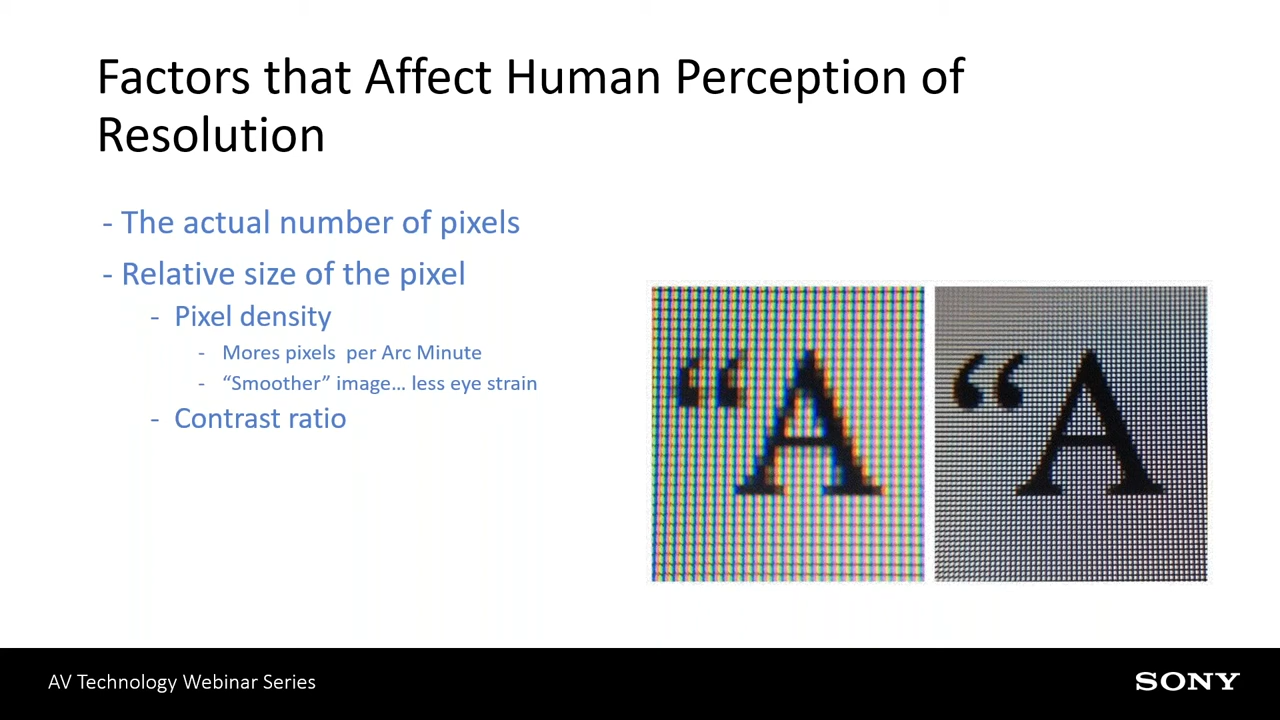 Factors that Affect Human Perception of
Resolution
- The actual number of pixels
- Relative size of the pixel
- Pixel density
- Mores pixels  per Arc Minute
- “Smoother” image... less eye strain
- Contrast ratio
“A
“A
AV Technology Webinar Series
SONY